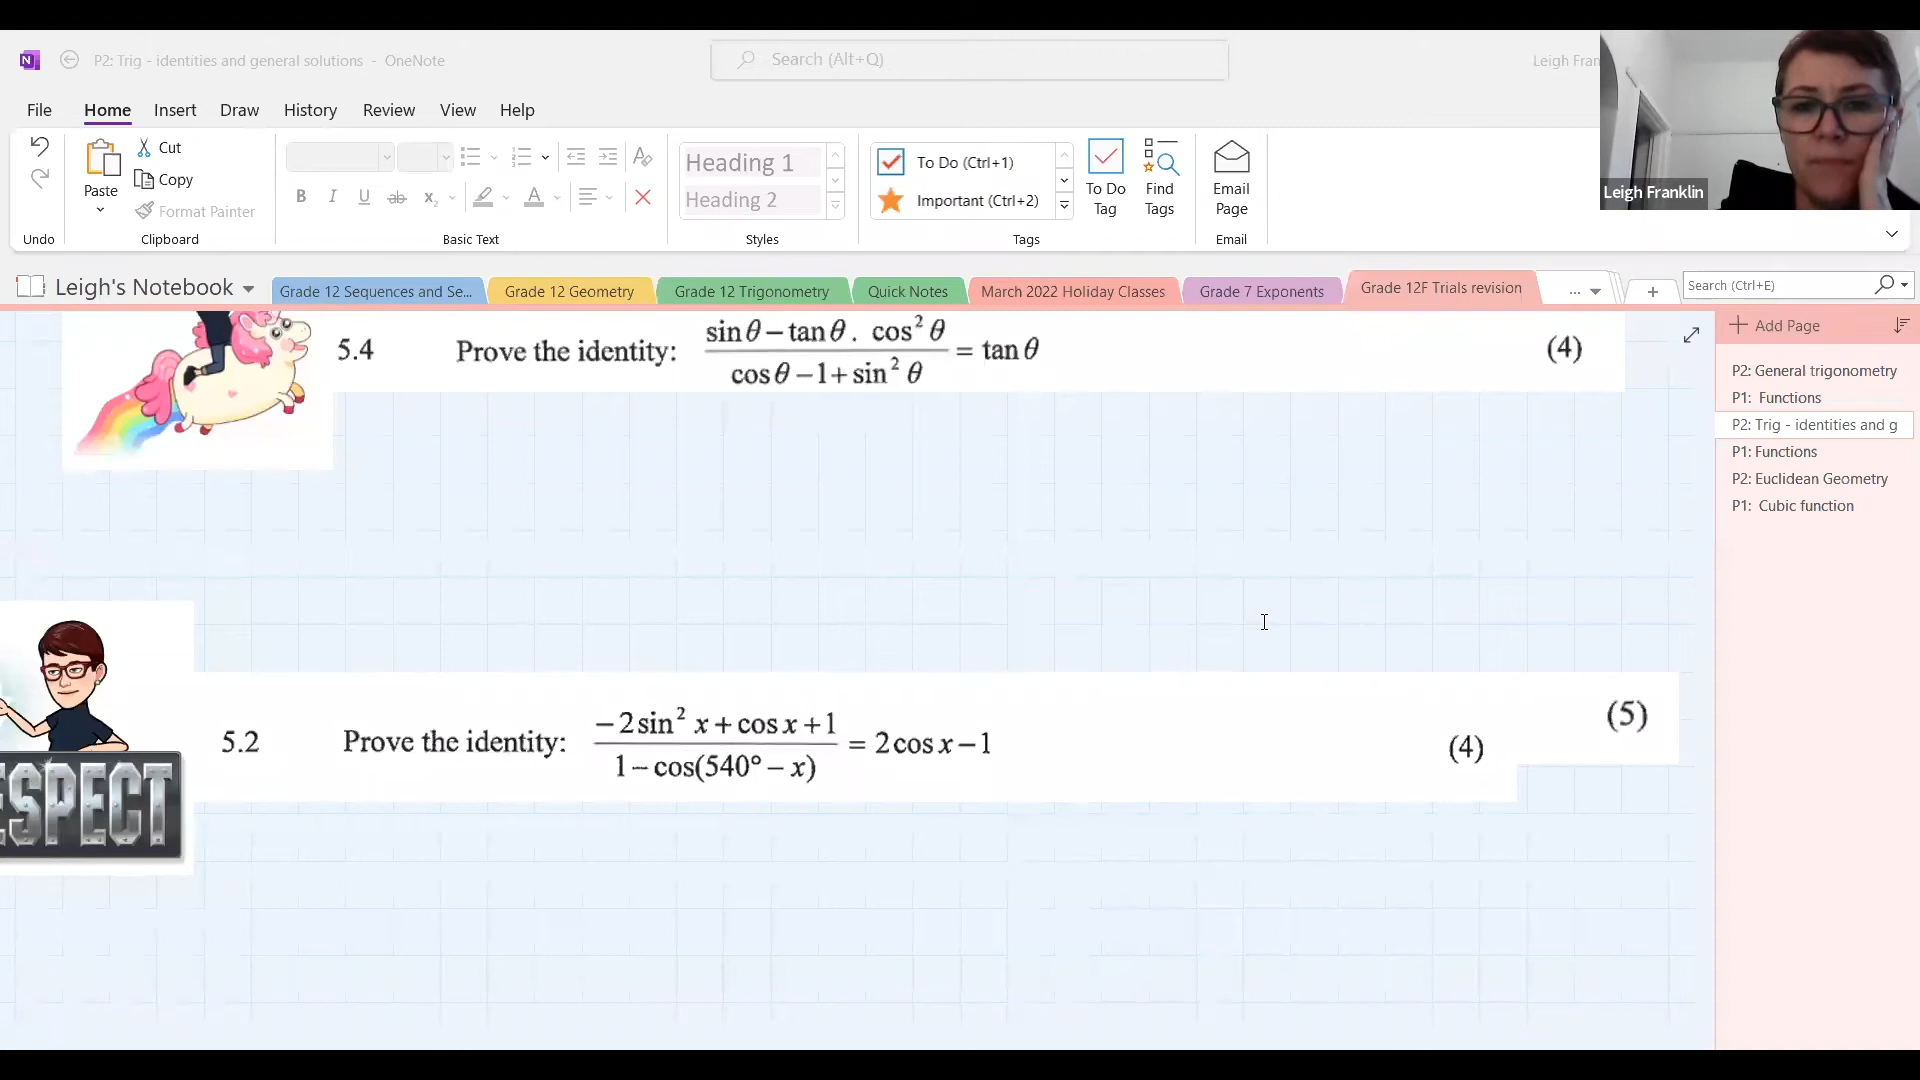 P2: Trig - identities and general solutions - OneNote
Search (Alt+Q)
Leigh Fran
File Home Insert Draw History Review View Help
Undo
Paste
Cut
Copy
Format Painter
Clipboard
B I U ab x₂ A
Basic Text
Heading 1
Heading 2
Styles
To Do (Ctrl+1)
Important (Ctrl+2)
To Do Tag
Find Tags
Tags
Email Page
Email
Leigh Franklin
Leigh's Notebook
Grade 12 Sequences and Se...
Grade 12 Geometry
Grade 12 Trigonometry
Quick Notes
March 2022 Holiday Classes
Grade 7 Exponents
Grade 12F Trials revision
...
Search (Ctrl+E)
Add Page
P2: General trigonometry
P1: Functions
P2: Trig - identities and g
P1: Functions
P2: Euclidean Geometry
P1: Cubic function
5.4 Prove the identity: (sin θ − tan θ . cos² θ)/(cos θ − 1 + sin² θ) = tan θ (4)
(5)
5.2 Prove the identity: (−2 sin² x + cos x + 1)/(1 − cos(540° − x)) = 2 cos x − 1 (4)
ESPECT